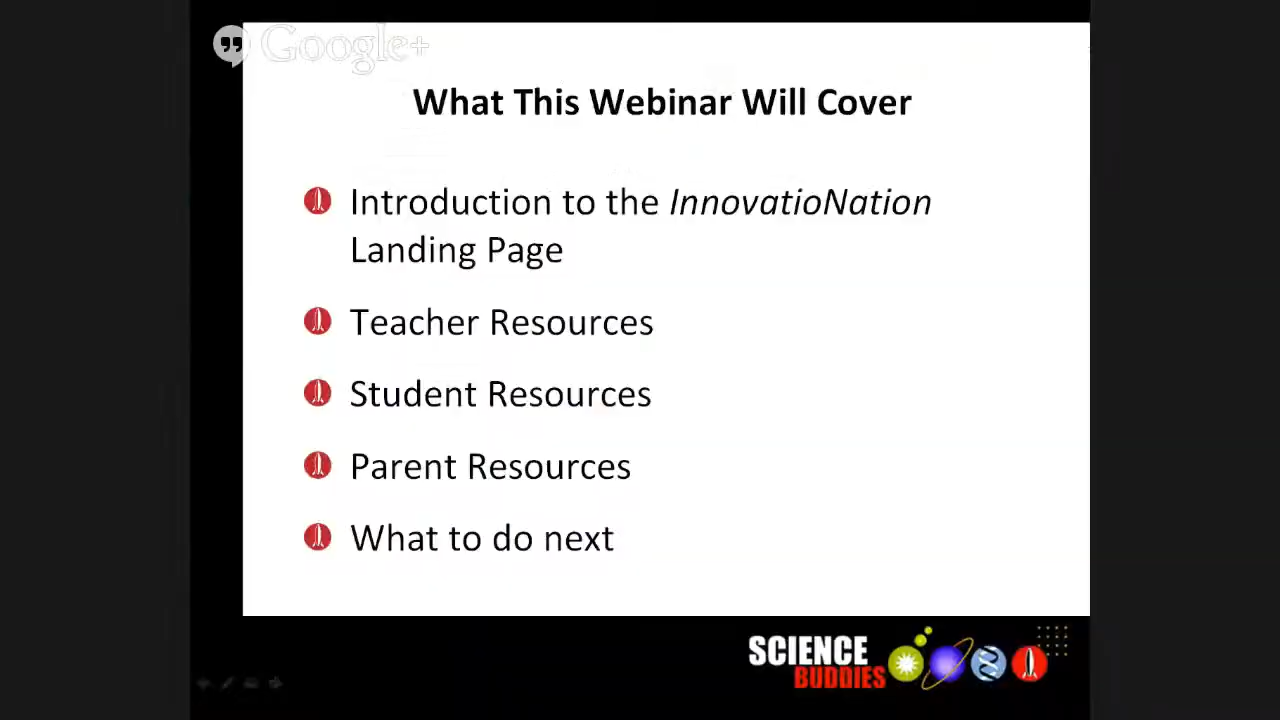 Google+
What This Webinar Will Cover
Introduction to the InnovatioNation
Landing Page
Teacher Resources
Student Resources
Parent Resources
What to do next
SCIENCE
BUDDIES